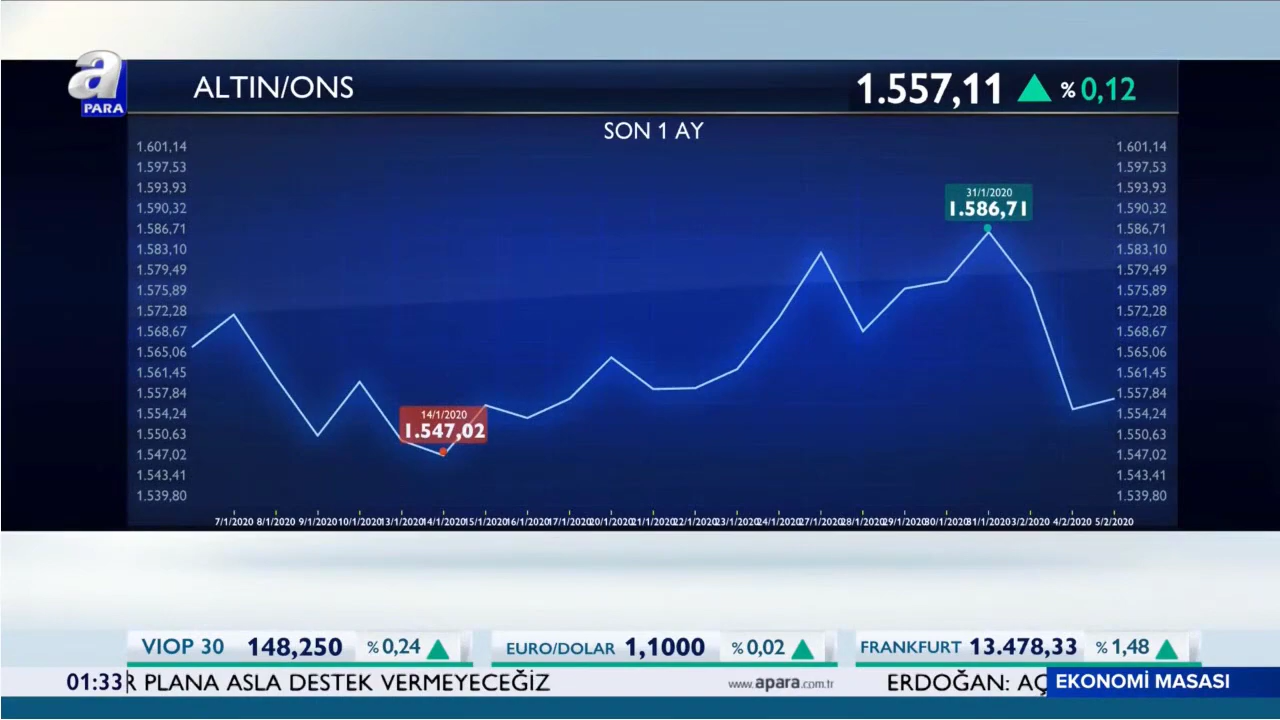 a
PARA
ALTIN/ONS
1.557,11 % 0,12
SON 1 AY
1.601,14 1.601,14
1.597,53 1.597,53
1.593,93 1.593,93
1.590,32 1.590,32
1.586,71 1.586,71
1.583,10 1.583,10
1.579,49 1.579,49
1.575,89 1.575,89
1.572,28 1.572,28
1.568,67 1.568,67
1.565,06 1.565,06
1.561,45 1.561,45
1.557,84 1.557,84
1.554,24 1.554,24
1.550,63 1.550,63
1.547,02 1.547,02
1.543,41 1.543,41
1.539,80 1.539,80
31/1/2020
1.586,71
14/1/2020
1.547,02
7/1/2020 8/1/2020 9/1/2020 10/1/2020 13/1/2020 14/1/2020 15/1/2020 16/1/2020 17/1/2020 20/1/2020 21/1/2020 22/1/2020 23/1/2020 24/1/2020 27/1/2020 28/1/2020 29/1/2020 30/1/2020 31/1/2020 3/2/2020 4/2/2020 5/2/2020
VIOP 30 148,250 %0,24
EURO/DOLAR 1,1000 %0,02
FRANKFURT 13.478,33 %1,48
01:33 R PLANA ASLA DESTEK VERMEYECEĞİZ www.apara.com.tr ERDOĞAN: AÇ EKONOMİ MASASI